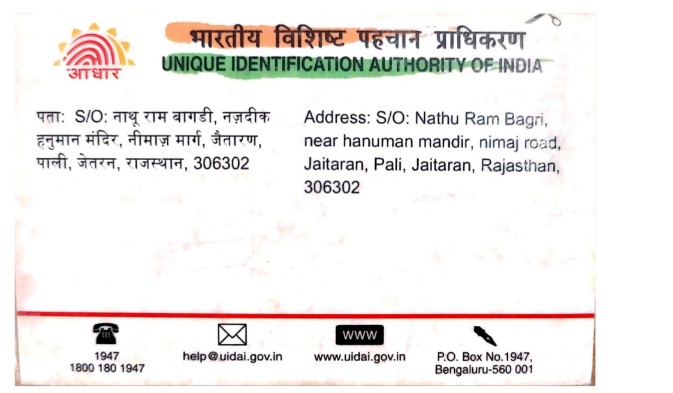 आधार
भारतीय विशिष्ट पहचान प्राधिकरण
UNIQUE IDENTIFICATION AUTHORITY OF INDIA
पता: S/O: नाथू राम बागडी, नज़दीक
हनुमान मंदिर, नीमाज़ मार्ग, जैतारण,
पाली, जेतरन, राजस्थान, 306302
Address: S/O: Nathu Ram Bagri,
near hanuman mandir, nimaj road,
Jaitaran, Pali, Jaitaran, Rajasthan,
306302
1947
1800 180 1947
help@uidai.gov.in
WWW
www.uidai.gov.in
P.O. Box No.1947,
Bengaluru-560 001